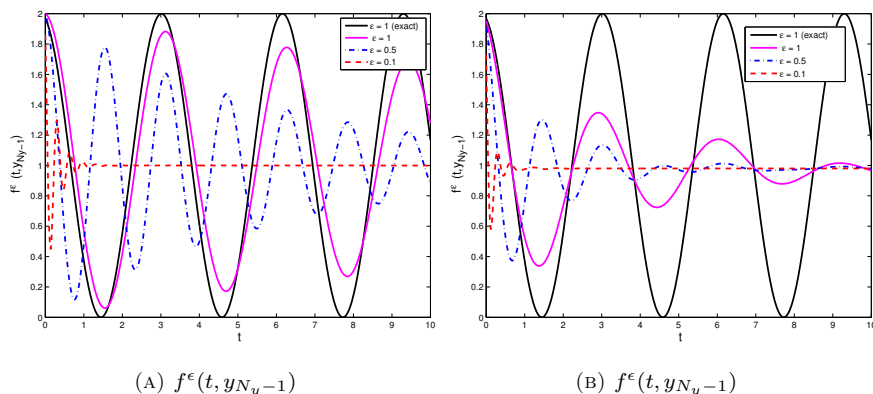 2
1.8
1.6
1.4
1.2
1
0.8
0.6
0.4
0.2
0
f^ε (t,y_{Ny−1})
0 1 2 3 4 5 6 7 8 9 10
t
ε = 1 (exact)
ε = 1
ε = 0.5
ε = 0.1
(A) f^ϵ(t, y_{N_y−1})
2
1.8
1.6
1.4
1.2
1
0.8
0.6
0.4
0.2
0
f^ε (t,y_{Ny−1})
0 1 2 3 4 5 6 7 8 9 10
t
ε = 1 (exact)
ε = 1
ε = 0.5
ε = 0.1
(B) f^ϵ(t, y_{N_y−1})